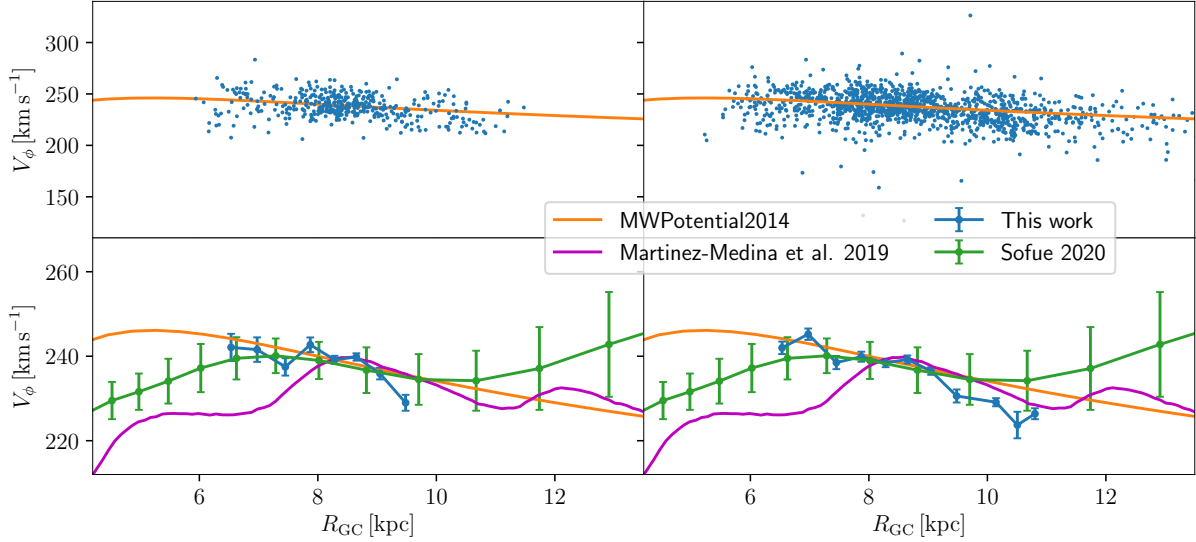 300
250
200
150
V_ϕ [km s⁻¹]
MWPotential2014
This work
Martinez-Medina et al. 2019
Sofue 2020
260
240
220
V_ϕ [km s⁻¹]
6 8 10 12 6 8 10 12
R_GC [kpc] R_GC [kpc]